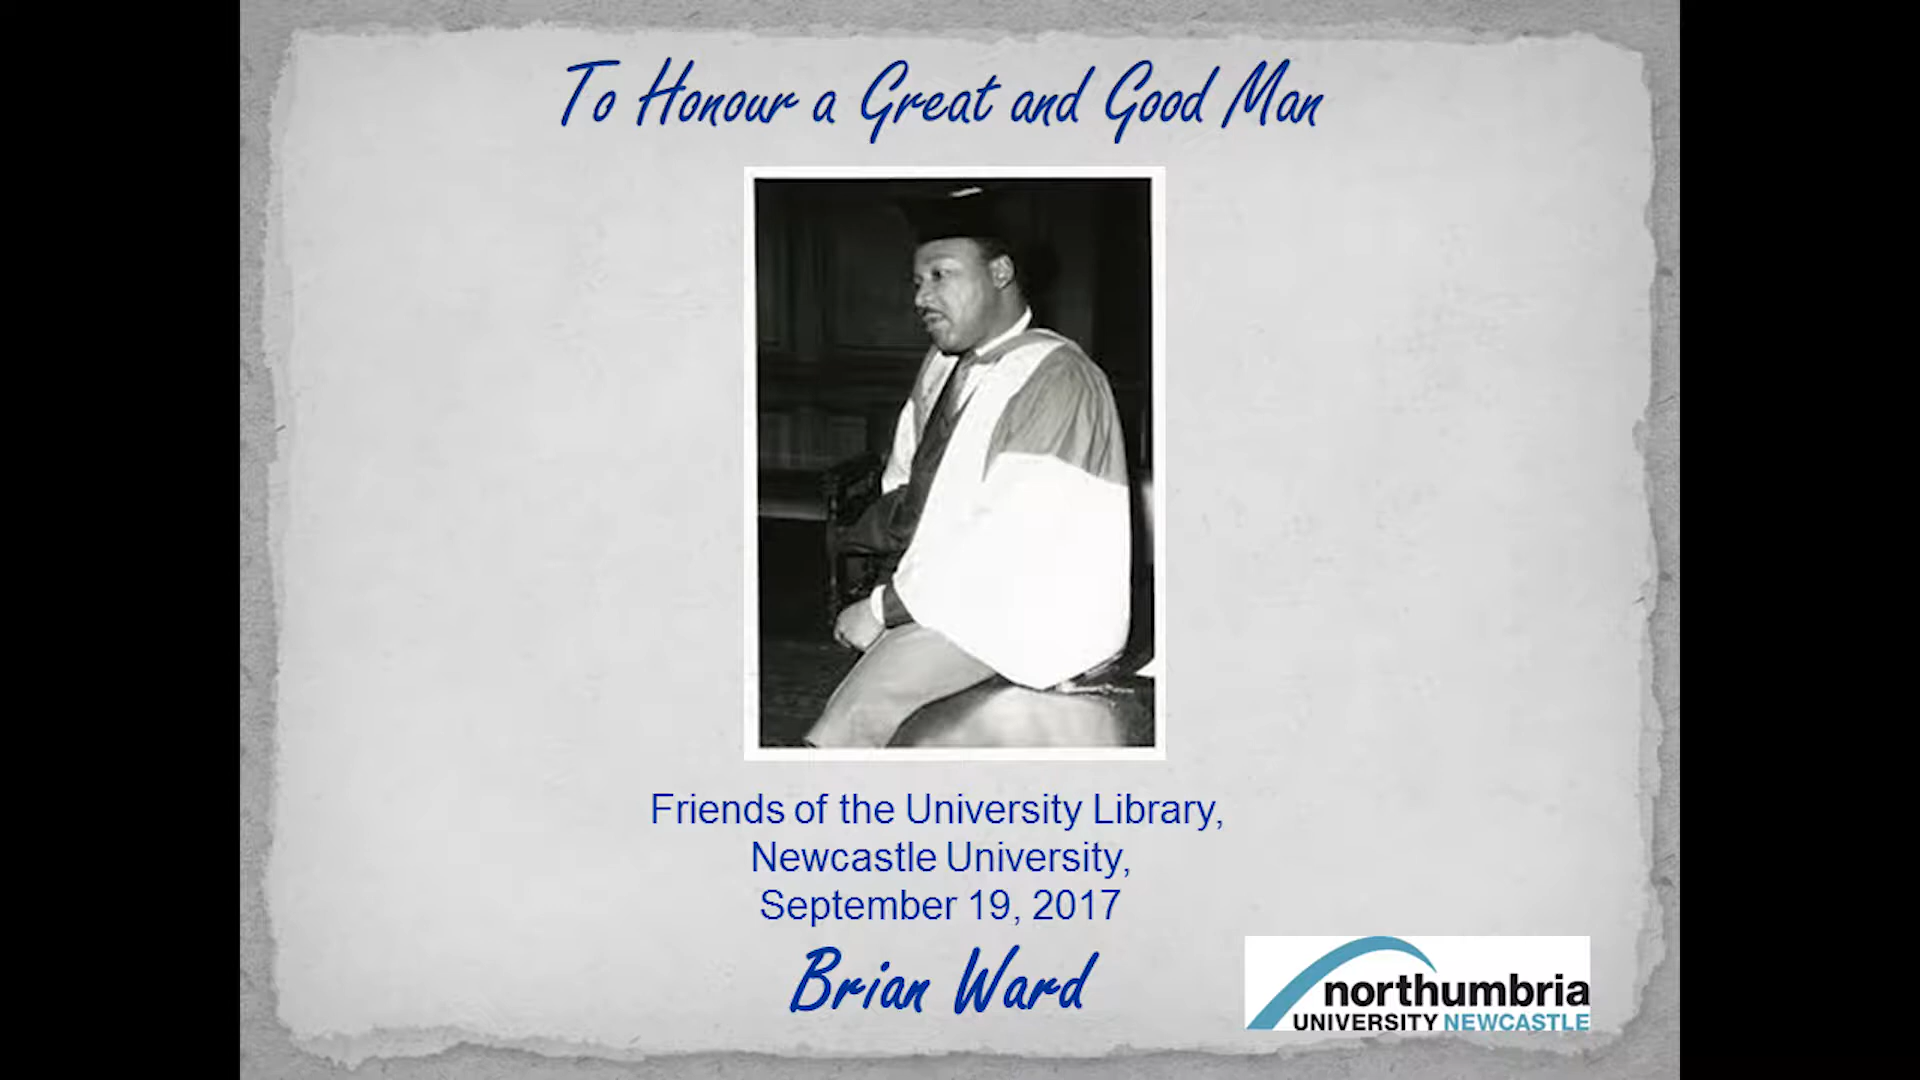 To Honour a Great and Good Man
Friends of the University Library,
Newcastle University,
September 19, 2017
Brian Ward
northumbria
UNIVERSITY NEWCASTLE